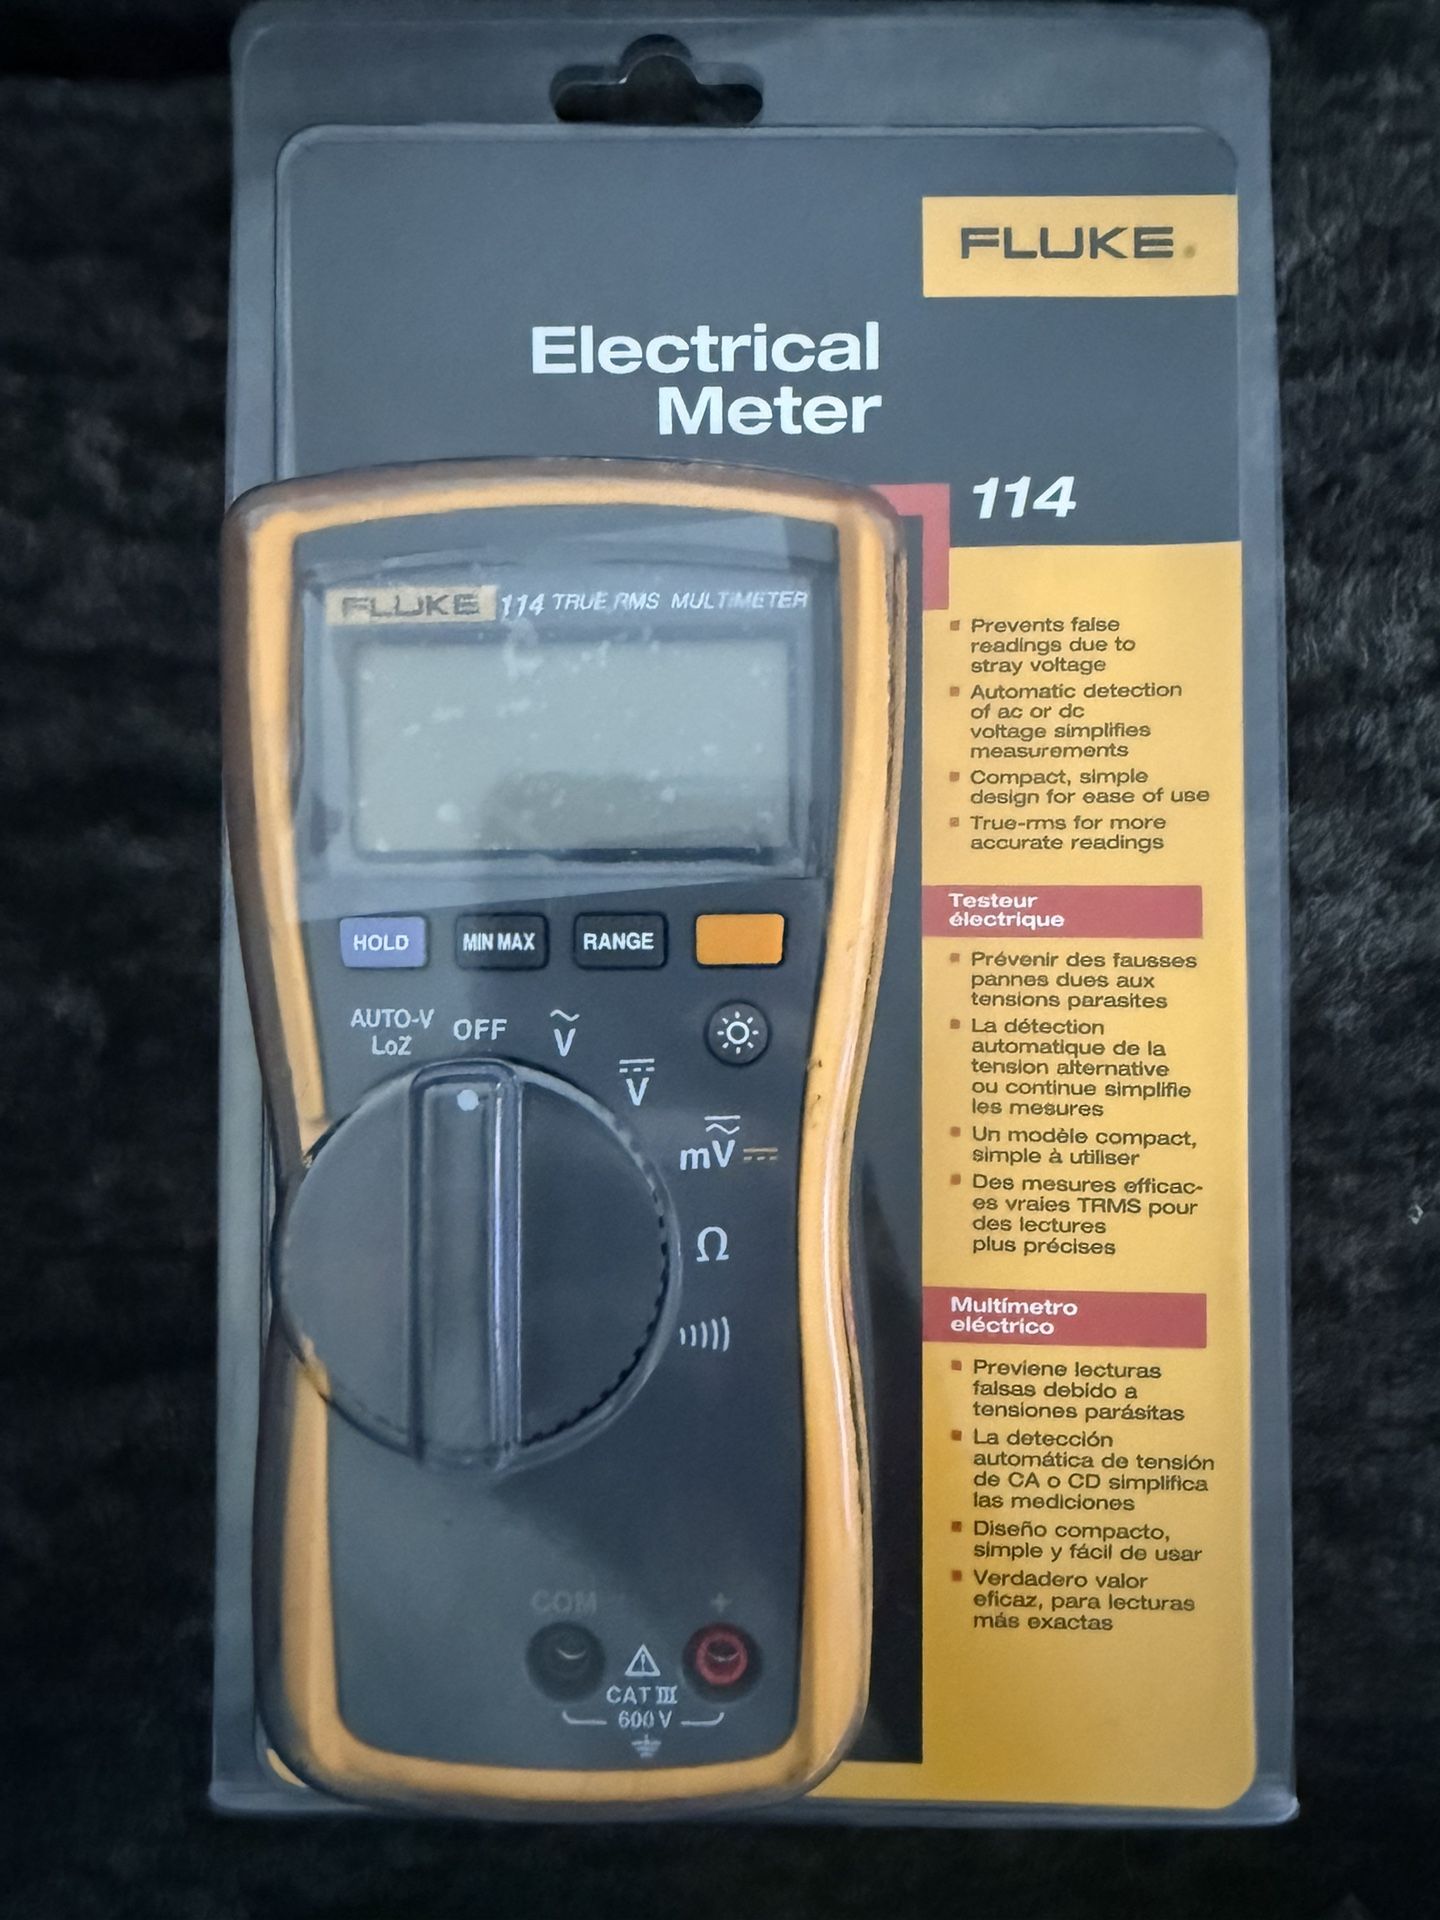 FLUKE®
Electrical
Meter
114
FLUKE 114 TRUE RMS MULTIMETER
HOLD
MIN MAX
RANGE
AUTO-V
LoZ
OFF
V
V
mV
Ω
COM
+
CAT III
600 V
Prevents false
readings due to
stray voltage
Automatic detection
of ac or dc
voltage simplifies
measurements
Compact, simple
design for ease of use
True-rms for more
accurate readings
Testeur
électrique
Prévenir des fausses
pannes dues aux
tensions parasites
La détection
automatique de la
tension alternative
ou continue simplifie
les mesures
Un modèle compact,
simple à utiliser
Des mesures efficac-
es vraies TRMS pour
des lectures
plus précises
Multímetro
eléctrico
Previene lecturas
falsas debido a
tensiones parásitas
La detección
automática de tensión
de CA o CD simplifica
las mediciones
Diseño compacto,
simple y fácil de usar
Verdadero valor
eficaz, para lecturas
más exactas